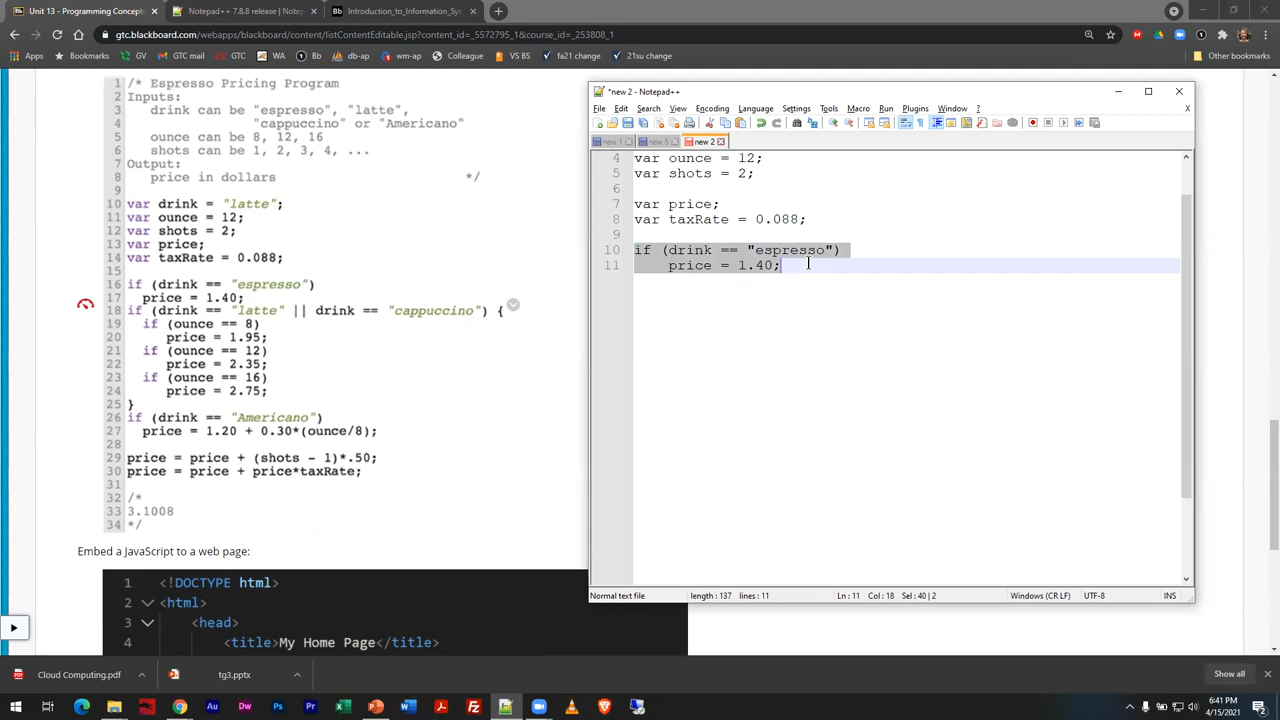 Unit 13 - Programming Concepts
Notepad++ 7.8.8 release | Notep
Introduction_to_Information_Sys
gtc.blackboard.com/webapps/blackboard/content/listContentEditable.jsp?content_id=_5572795_1&course_id=_253808_1
Apps GV GTC mail GTC WA Bb db-ap wm-ap VS BS fa21 change 21su change Other bookmarks
1 /* Espresso Pricing Program
2 Inputs:
3 drink can be "espresso", "latte",
4 "cappuccino" or "Americano"
5 ounce can be 8, 12, 16
6 shots can be 1, 2, 3, 4, ...
7 Output:
8 price in dollars */
9
10 var drink = "latte";
11 var ounce = 12;
12 var shots = 2;
13 var price;
14 var taxRate = 0.088;
15
16 if (drink == "espresso")
17 price = 1.40;
18 if (drink == "latte" || drink == "cappuccino") {
19 if (ounce == 8)
20 price = 1.95;
21 if (ounce == 12)
22 price = 2.35;
23 if (ounce == 16)
24 price = 2.75;
25 }
26 if (drink == "Americano")
27 price = 1.20 + 0.30*(ounce/8);
28
29 price = price + (shots - 1)*.50;
30 price = price + price*taxRate;
31
32 /*
33 3.1008
34 */
Embed a JavaScript to a web page:
1 <!DOCTYPE html>
2 <html>
3 <head>
4 <title>My Home Page</title>
*new 2 - Notepad++
File Edit Search View Encoding Language Settings Tools Macro Run Plugins Window ? X
new 1 new 5 new 2
4 var ounce = 12;
5 var shots = 2;
6
7 var price;
8 var taxRate = 0.088;
9
10 if (drink == "espresso")
11 price = 1.40;
Normal text file length : 137 lines : 11 Ln : 11 Col : 18 Sel : 40 | 2 Windows (CR LF) UTF-8 INS
Cloud Computing.pdf tg3.pptx Show all
6:41 PM
4/15/2021